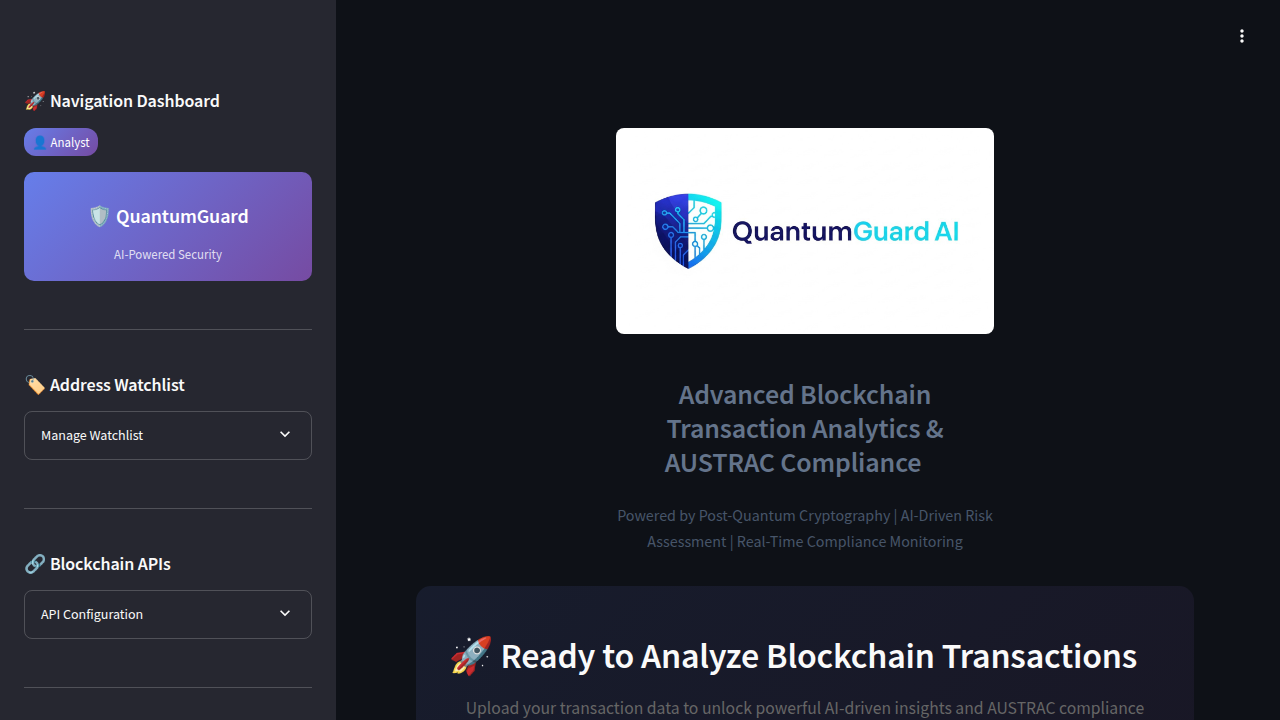 🚀 Navigation Dashboard
👤 Analyst
🛡️ QuantumGuard
AI-Powered Security
🏷️ Address Watchlist
Manage Watchlist
🔗 Blockchain APIs
API Configuration
QuantumGuard AI
Advanced Blockchain
Transaction Analytics &
AUSTRAC Compliance
Powered by Post-Quantum Cryptography | AI-Driven Risk
Assessment | Real-Time Compliance Monitoring
🚀 Ready to Analyze Blockchain Transactions
Upload your transaction data to unlock powerful AI-driven insights and AUSTRAC compliance